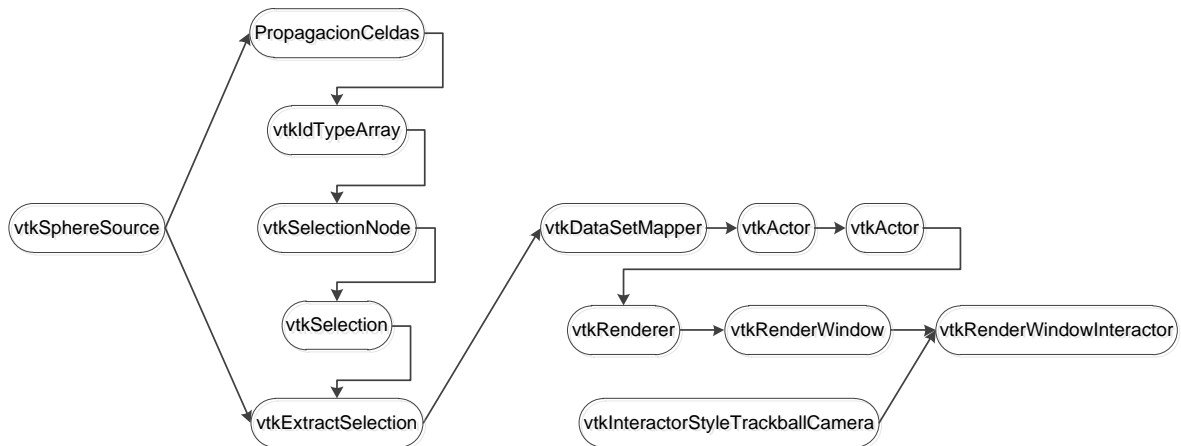 PropagacionCeldas
vtkIdTypeArray
vtkSphereSource
vtkSelectionNode
vtkDataSetMapper
vtkActor
vtkActor
vtkSelection
vtkRenderer
vtkRenderWindow
vtkRenderWindowInteractor
vtkExtractSelection
vtkInteractorStyleTrackballCamera